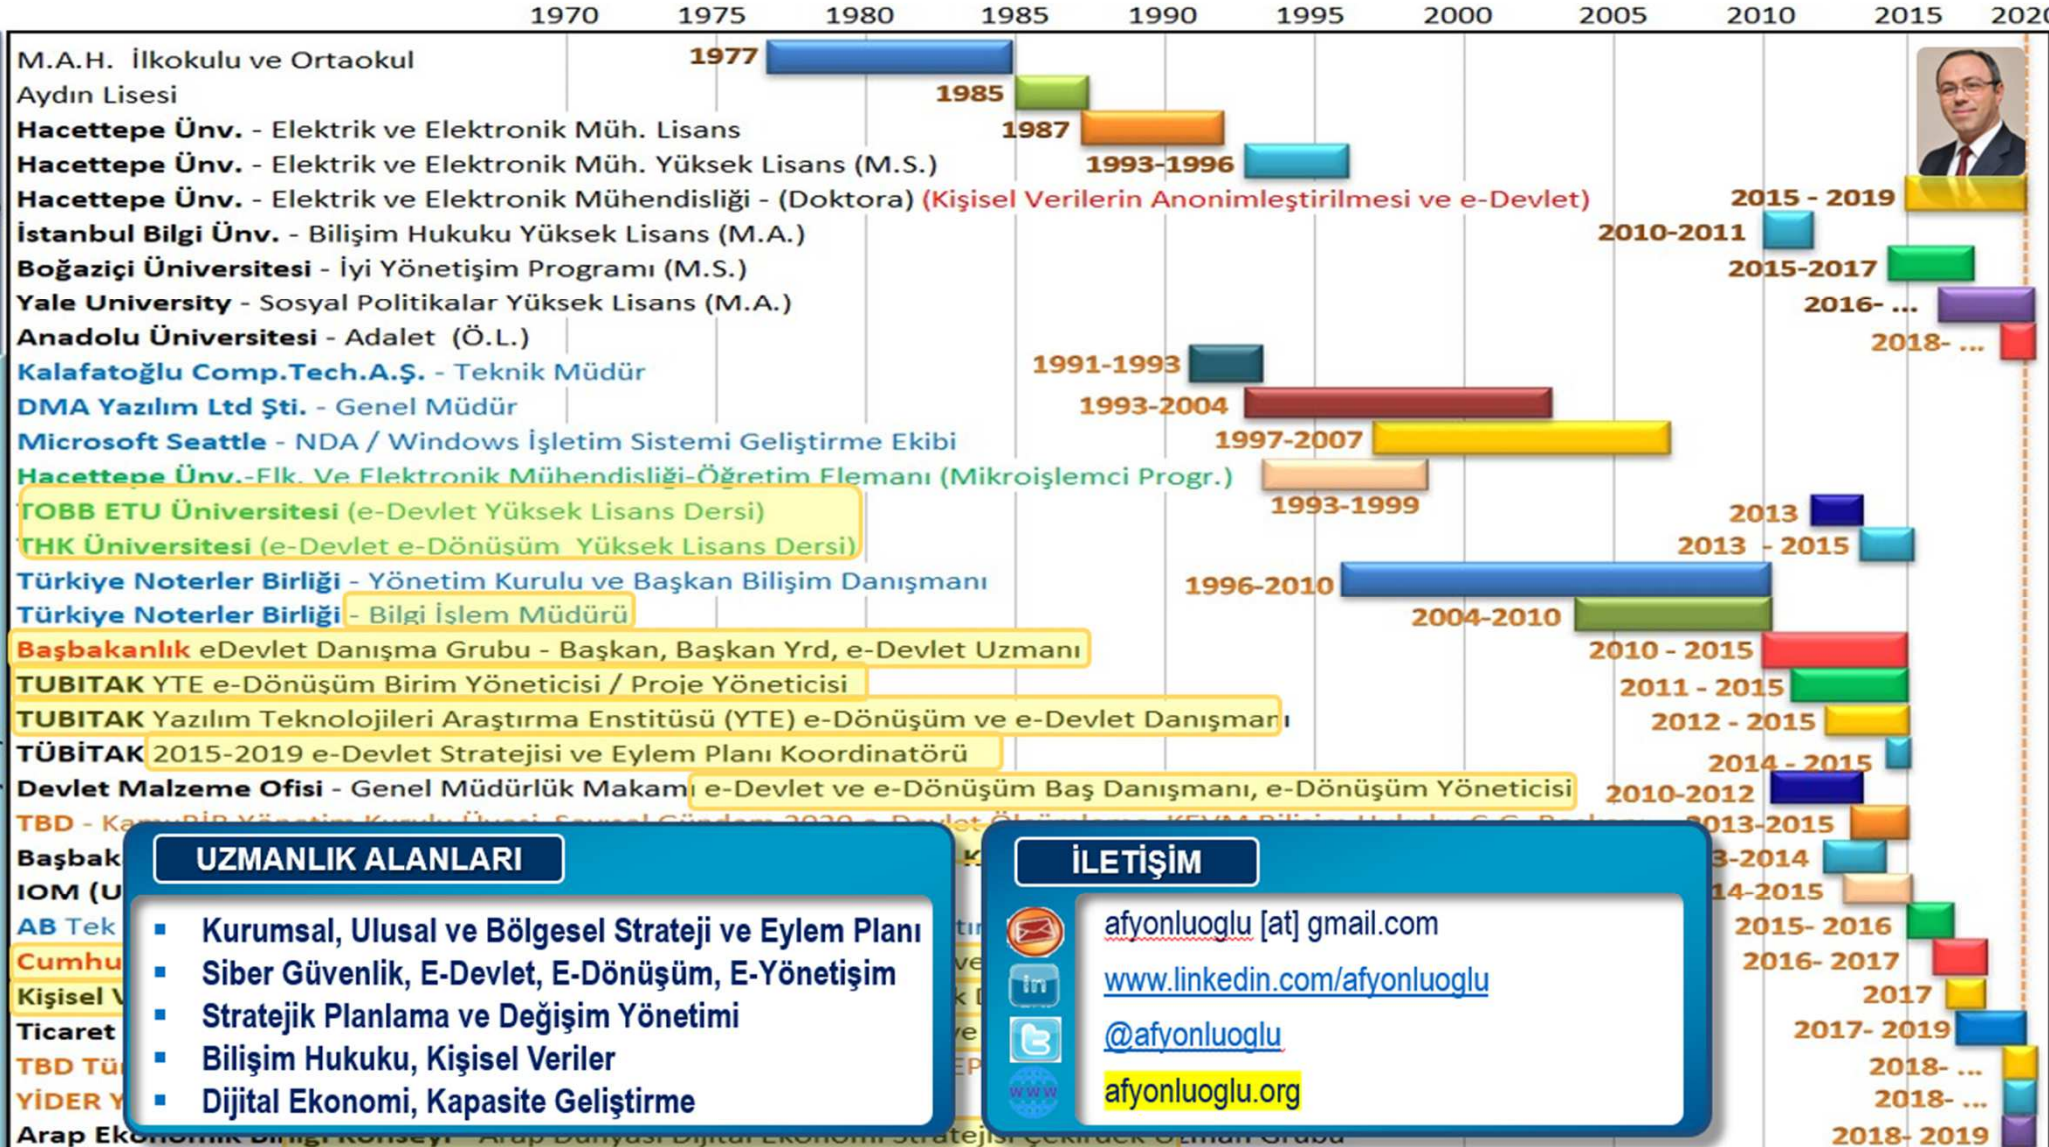 1970 1975 1980 1985 1990 1995 2000 2005 2010 2015 2020
M.A.H. İlkokulu ve Ortaokul 1977
Aydın Lisesi 1985
Hacettepe Ünv. - Elektrik ve Elektronik Müh. Lisans 1987
Hacettepe Ünv. - Elektrik ve Elektronik Müh. Yüksek Lisans (M.S.) 1993-1996
Hacettepe Ünv. - Elektrik ve Elektronik Mühendisliği - (Doktora) (Kişisel Verilerin Anonimleştirilmesi ve e-Devlet) 2015 - 2019
İstanbul Bilgi Ünv. - Bilişim Hukuku Yüksek Lisans (M.A.) 2010-2011
Boğaziçi Üniversitesi - İyi Yönetişim Programı (M.S.) 2015-2017
Yale University - Sosyal Politikalar Yüksek Lisans (M.A.) 2016- ...
Anadolu Üniversitesi - Adalet (Ö.L.) 2018- ...
Kalafatoğlu Comp.Tech.A.Ş. - Teknik Müdür 1991-1993
DMA Yazılım Ltd Şti. - Genel Müdür 1993-2004
Microsoft Seattle - NDA / Windows İşletim Sistemi Geliştirme Ekibi 1997-2007
Hacettepe Ünv.-Elk. Ve Elektronik Mühendisliği-Öğretim Elemanı (Mikroişlemci Progr.) 1993-1999
TOBB ETU Üniversitesi (e-Devlet Yüksek Lisans Dersi) 2013
THK Üniversitesi (e-Devlet e-Dönüşüm Yüksek Lisans Dersi) 2013 - 2015
Türkiye Noterler Birliği - Yönetim Kurulu ve Başkan Bilişim Danışmanı 1996-2010
Türkiye Noterler Birliği - Bilgi İşlem Müdürü 2004-2010
Başbakanlık eDevlet Danışma Grubu - Başkan, Başkan Yrd, e-Devlet Uzmanı 2010 - 2015
TUBITAK YTE e-Dönüşüm Birim Yöneticisi / Proje Yöneticisi 2011 - 2015
TUBITAK Yazılım Teknolojileri Araştırma Enstitüsü (YTE) e-Dönüşüm ve e-Devlet Danışmanı 2012 - 2015
TÜBİTAK 2015-2019 e-Devlet Stratejisi ve Eylem Planı Koordinatörü 2014 - 2015
Devlet Malzeme Ofisi - Genel Müdürlük Makamı e-Devlet ve e-Dönüşüm Baş Danışmanı, e-Dönüşüm Yöneticisi 2010-2012
TBD - 2013-2015
Başbak 3-2014
IOM (U 14-2015
AB Tek 2015- 2016
Cumhu 2016- 2017
Kişisel V 2017
Ticaret 2017- 2019
TBD Tür 2018- ...
YİDER Y 2018- ...
Arap 2018- 2019
UZMANLIK ALANLARI
Kurumsal, Ulusal ve Bölgesel Strateji ve Eylem Planı
Siber Güvenlik, E-Devlet, E-Dönüşüm, E-Yönetişim
Stratejik Planlama ve Değişim Yönetimi
Bilişim Hukuku, Kişisel Veriler
Dijital Ekonomi, Kapasite Geliştirme
İLETİŞİM
afyonluoglu [at] gmail.com
in www.linkedin.com/afyonluoglu
t @afyonluoglu
www afyonluoglu.org